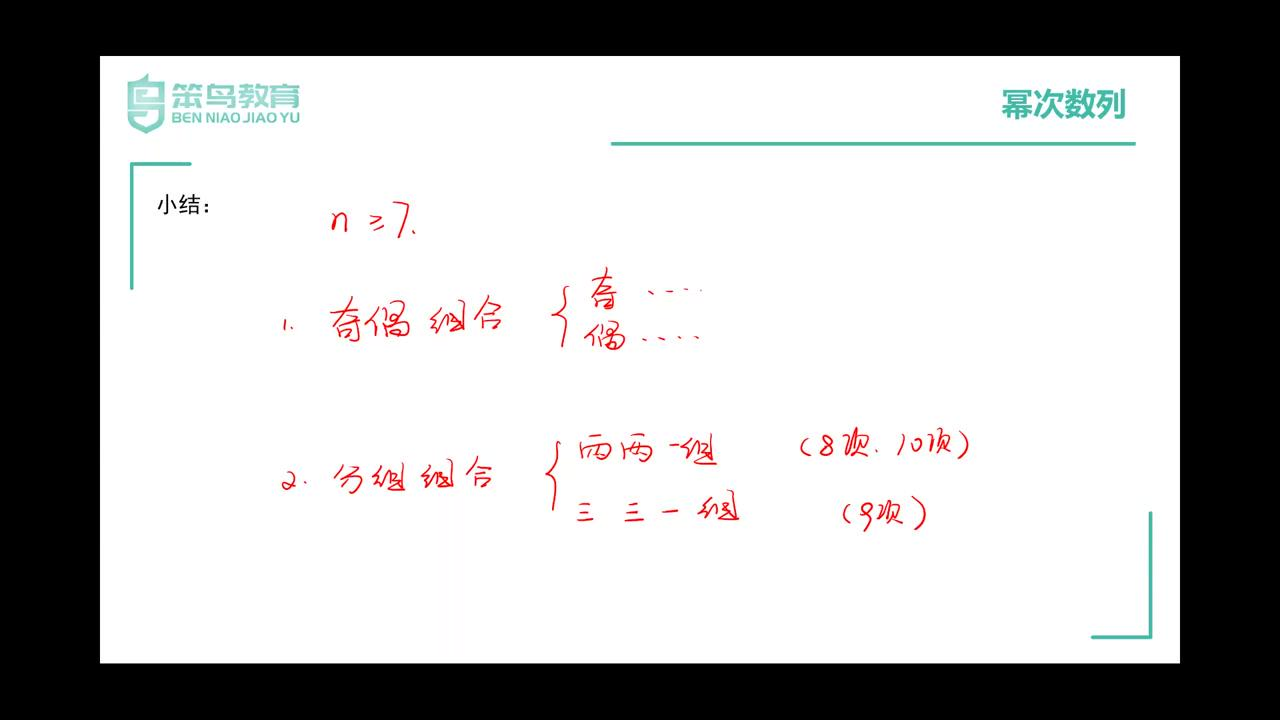 笨鸟教育
BEN NIAO JIAO YU
幂次数列
小结：
n ≥7.
1. 奇偶组合 { 奇 ....
偶 ....
2. 分组组合 { 两两一组 (8项. 10项)
三三一组 (9项)